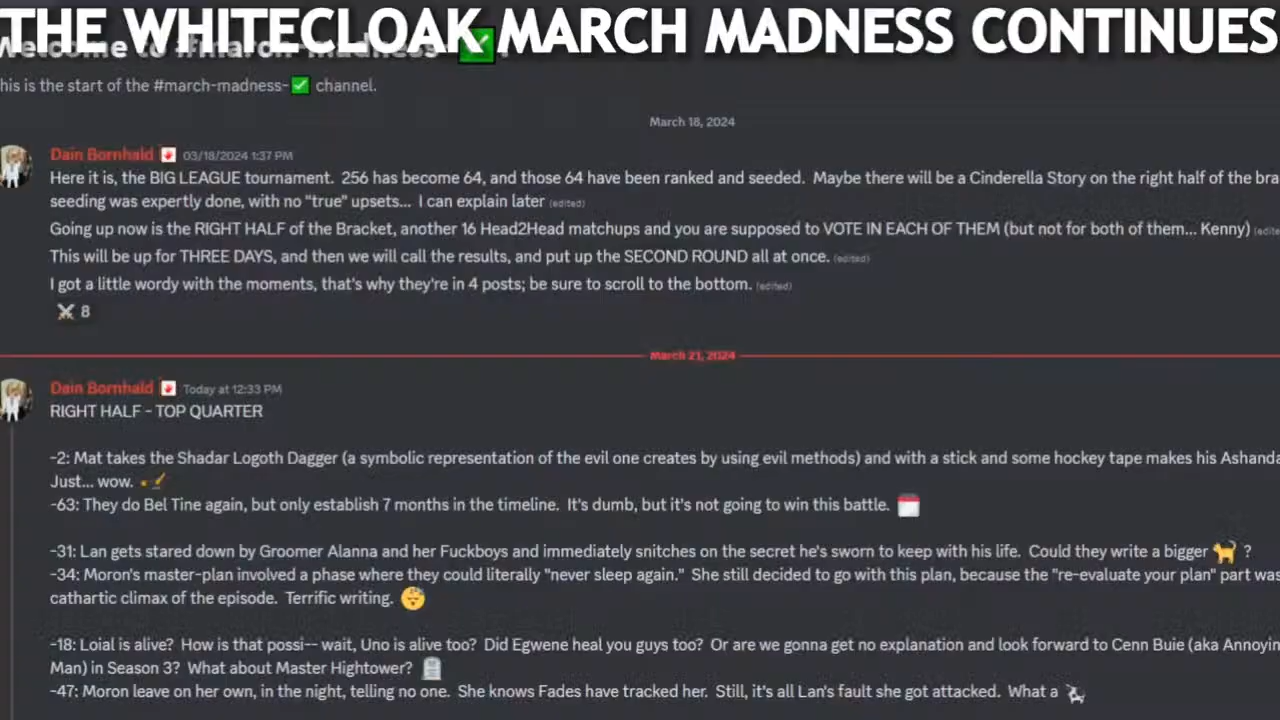 THE WHITECLOAK MARCH MADNESS CONTINUES
Welcome to #march-madness-✅!
his is the start of the #march-madness-✅ channel.
March 18, 2024
Dain Bornhald 03/18/2024 1:37 PM
Here it is, the BIG LEAGUE tournament. 256 has become 64, and those 64 have been ranked and seeded. Maybe there will be a Cinderella Story on the right half of the bra
seeding was expertly done, with no "true" upsets... I can explain later (edited)
Going up now is the RIGHT HALF of the Bracket, another 16 Head2Head matchups and you are supposed to VOTE IN EACH OF THEM (but not for both of them... Kenny) (edite
This will be up for THREE DAYS, and then we will call the results, and put up the SECOND ROUND all at once. (edited)
I got a little wordy with the moments, that's why they're in 4 posts; be sure to scroll to the bottom. (edited)
⚔️ 8
March 21, 2024
Dain Bornhald Today at 12:33 PM
RIGHT HALF - TOP QUARTER
-2: Mat takes the Shadar Logoth Dagger (a symbolic representation of the evil one creates by using evil methods) and with a stick and some hockey tape makes his Ashanda
Just... wow.
-63: They do Bel Tine again, but only establish 7 months in the timeline. It's dumb, but it's not going to win this battle.
-31: Lan gets stared down by Groomer Alanna and her Fuckboys and immediately snitches on the secret he's sworn to keep with his life. Could they write a bigger 🐈 ?
-34: Moron's master-plan involved a phase where they could literally "never sleep again." She still decided to go with this plan, because the "re-evaluate your plan" part was
cathartic climax of the episode. Terrific writing. 😴
-18: Loial is alive? How is that possi-- wait, Uno is alive too? Did Egwene heal you guys too? Or are we gonna get no explanation and look forward to Cenn Buie (aka Annoyin
Man) in Season 3? What about Master Hightower? 🪦
-47: Moron leave on her own, in the night, telling no one. She knows Fades have tracked her. Still, it's all Lan's fault she got attacked. What a